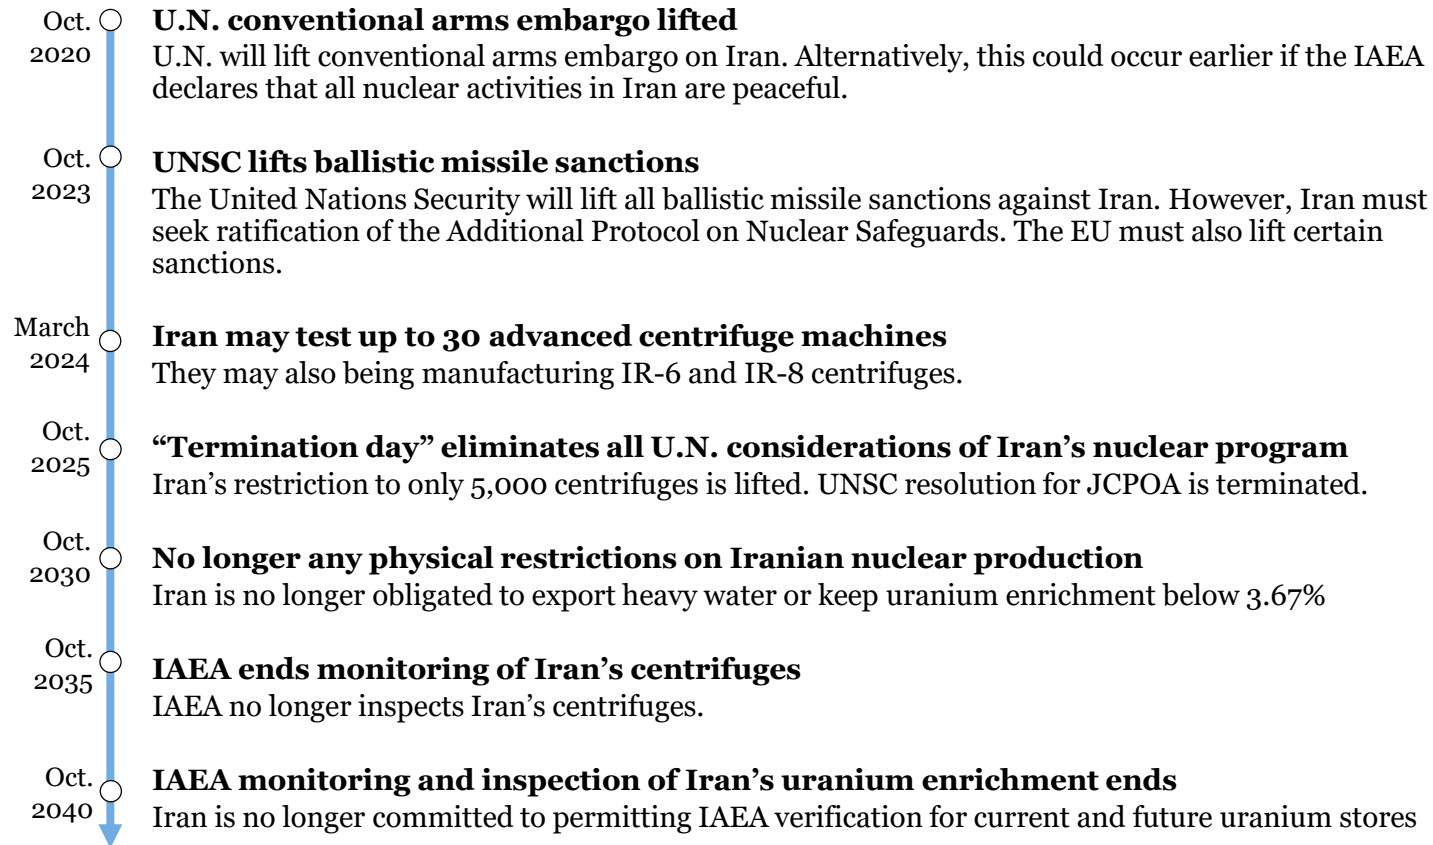 Oct.
2020
U.N. conventional arms embargo lifted
U.N. will lift conventional arms embargo on Iran. Alternatively, this could occur earlier if the IAEA
declares that all nuclear activities in Iran are peaceful.
Oct.
2023
UNSC lifts ballistic missile sanctions
The United Nations Security will lift all ballistic missile sanctions against Iran. However, Iran must
seek ratification of the Additional Protocol on Nuclear Safeguards. The EU must also lift certain
sanctions.
March
2024
Iran may test up to 30 advanced centrifuge machines
They may also being manufacturing IR-6 and IR-8 centrifuges.
Oct.
2025
“Termination day” eliminates all U.N. considerations of Iran’s nuclear program
Iran’s restriction to only 5,000 centrifuges is lifted. UNSC resolution for JCPOA is terminated.
Oct.
2030
No longer any physical restrictions on Iranian nuclear production
Iran is no longer obligated to export heavy water or keep uranium enrichment below 3.67%
Oct.
2035
IAEA ends monitoring of Iran’s centrifuges
IAEA no longer inspects Iran’s centrifuges.
Oct.
2040
IAEA monitoring and inspection of Iran’s uranium enrichment ends
Iran is no longer committed to permitting IAEA verification for current and future uranium stores